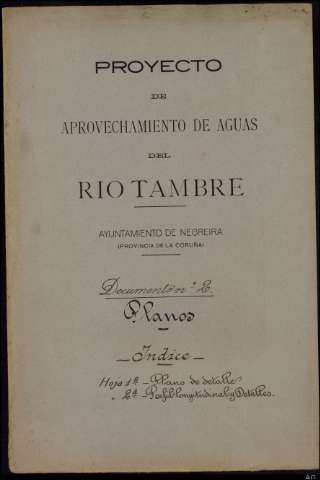 PROYECTO
DE
APROVECHAMIENTO DE AGUAS
DEL
RIO TAMBRE
AYUNTAMIENTO DE NEGREIRA
(PROVINCIA DE LA CORUÑA)
Documento nº 2.
Planos
Indice
Hoja 1ª - Plano de detalle
" 2ª - Perfil longitudinal y Detalles.